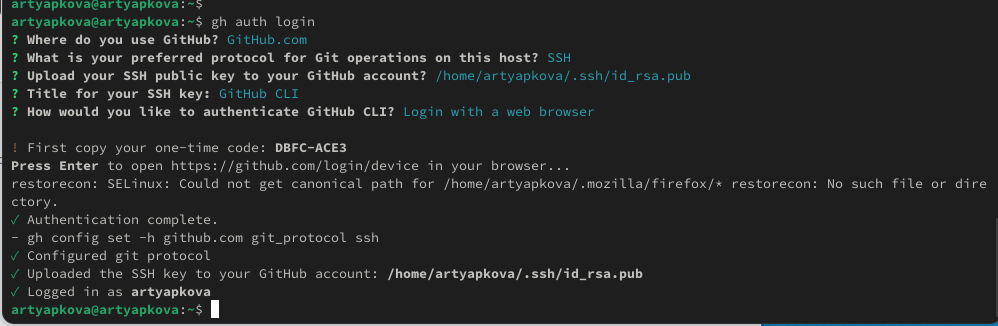 artyapkova@artyapkova:~$
artyapkova@artyapkova:~$ gh auth login
? Where do you use GitHub? GitHub.com
? What is your preferred protocol for Git operations on this host? SSH
? Upload your SSH public key to your GitHub account? /home/artyapkova/.ssh/id_rsa.pub
? Title for your SSH key: GitHub CLI
? How would you like to authenticate GitHub CLI? Login with a web browser
! First copy your one-time code: DBFC-ACE3
Press Enter to open https://github.com/login/device in your browser...
restorecon: SELinux: Could not get canonical path for /home/artyapkova/.mozilla/firefox/* restorecon: No such file or dire
ctory.
✓ Authentication complete.
- gh config set -h github.com git_protocol ssh
✓ Configured git protocol
✓ Uploaded the SSH key to your GitHub account: /home/artyapkova/.ssh/id_rsa.pub
✓ Logged in as artyapkova
artyapkova@artyapkova:~$